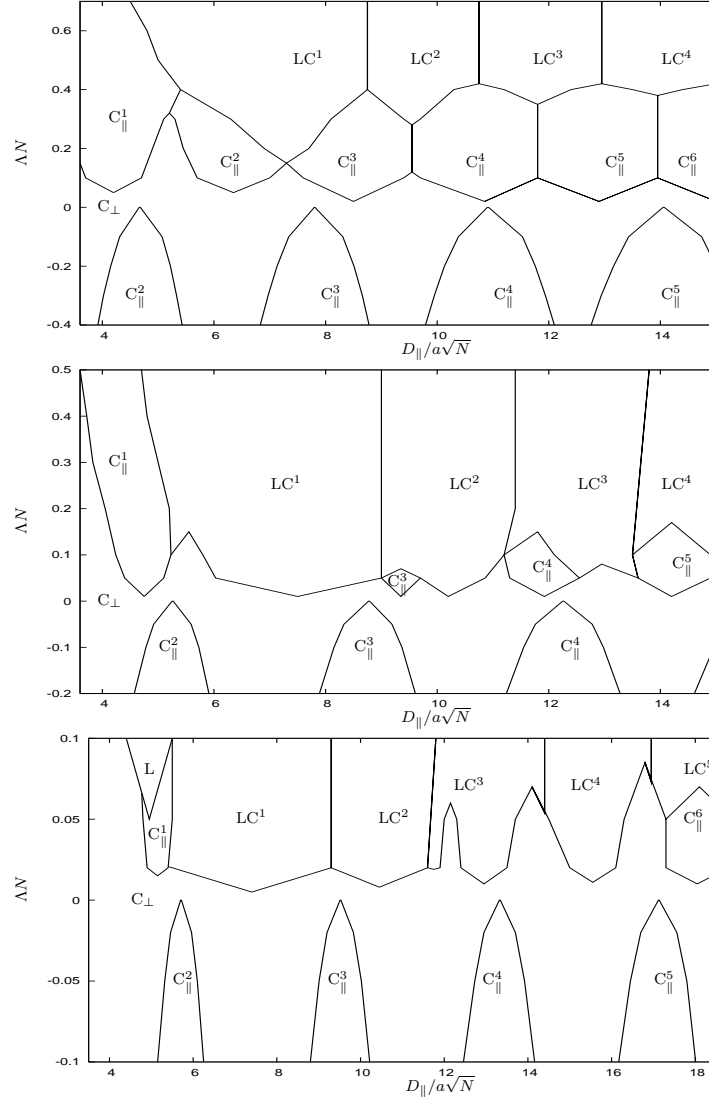 0.6
LC¹ LC² LC³ LC⁴
0.4
C∥¹
ΛN
0.2
C∥² C∥³ C∥⁴ C∥⁵ C∥⁶
C⊥
0
-0.2
C∥² C∥³ C∥⁴ C∥⁵
-0.4
4 6 8 10 12 14
D∥/a√N
0.5
0.4
C∥¹
0.3
LC¹ LC² LC³ LC⁴
ΛN
0.2
0.1
C∥³ C∥⁴ C∥⁵
C⊥
0
-0.1
C∥² C∥³ C∥⁴
-0.2
4 6 8 10 12 14
D∥/a√N
0.1
L
LC³ LC⁴ LC⁵
0.05
C∥¹ LC¹ LC² C∥⁶
ΛN
C⊥
0
-0.05
C∥² C∥³ C∥⁴ C∥⁵
-0.1
4 6 8 10 12 14 16 18
D∥/a√N